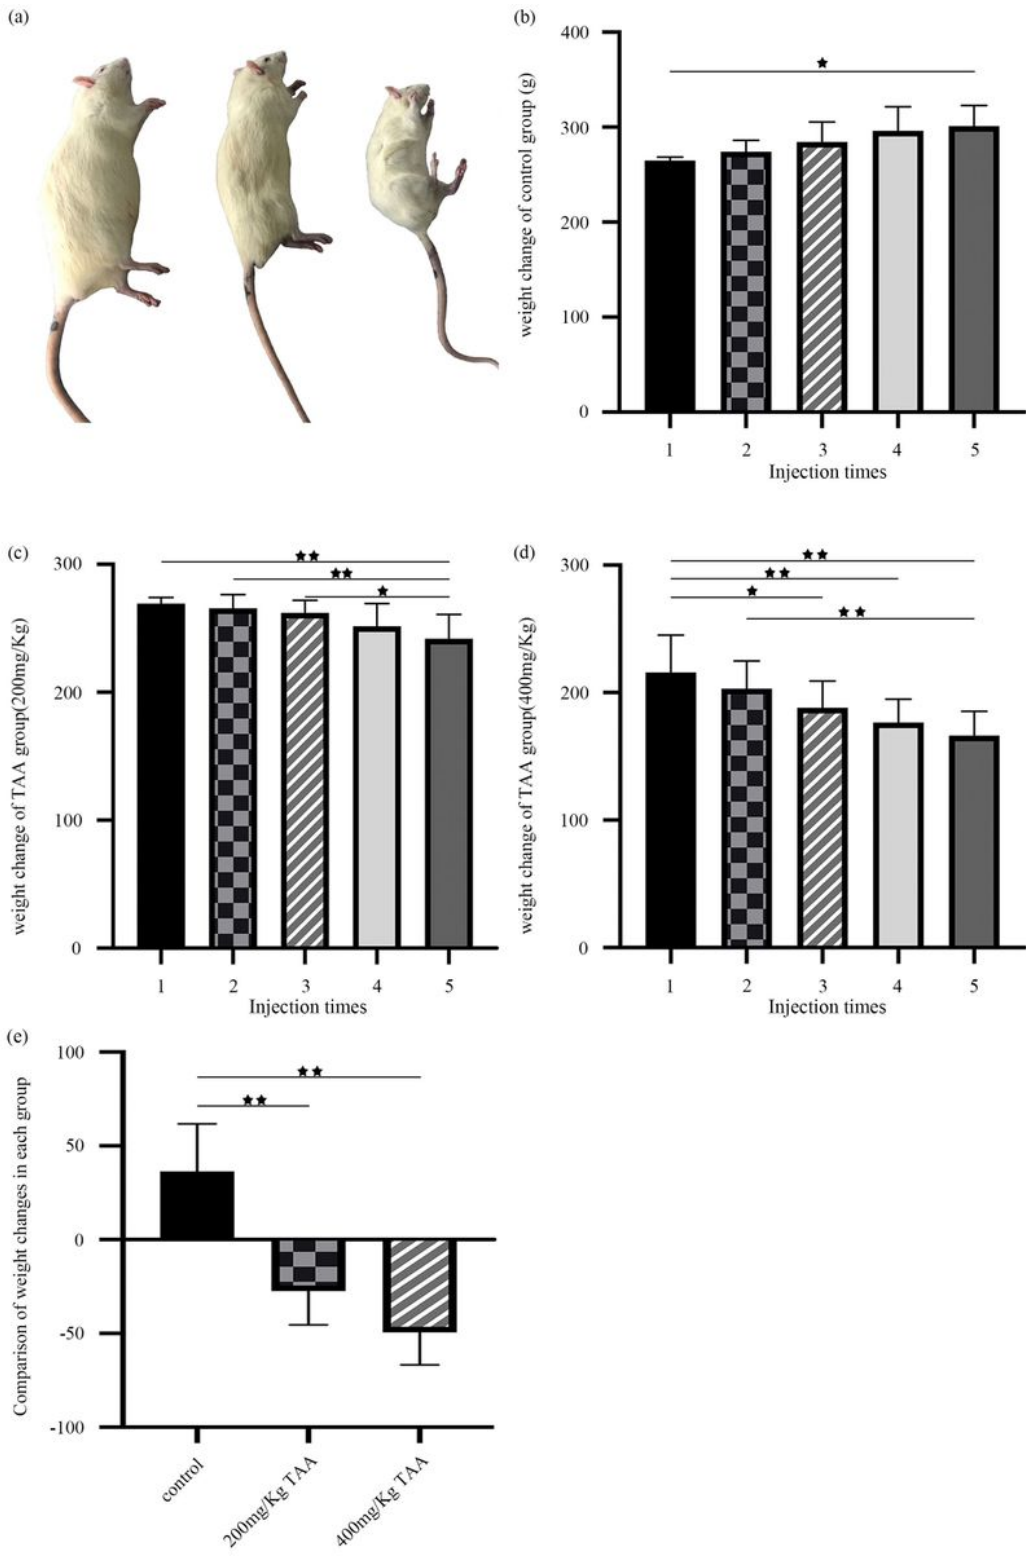 (a)
(b)
weight change of control group (g)
400
300
200
100
0
★
1 2 3 4 5
Injection times
(c)
weight change of TAA group(200mg/Kg)
300
200
100
0
★★
★★
★
1 2 3 4 5
Injection times
(d)
weight change of TAA group(400mg/Kg)
300
200
100
0
★★
★★
★
★★
1 2 3 4 5
Injection times
(e)
Comparison of weight changes in each group
100
50
0
-50
-100
★★
★★
control
200mg/Kg TAA
400mg/Kg TAA